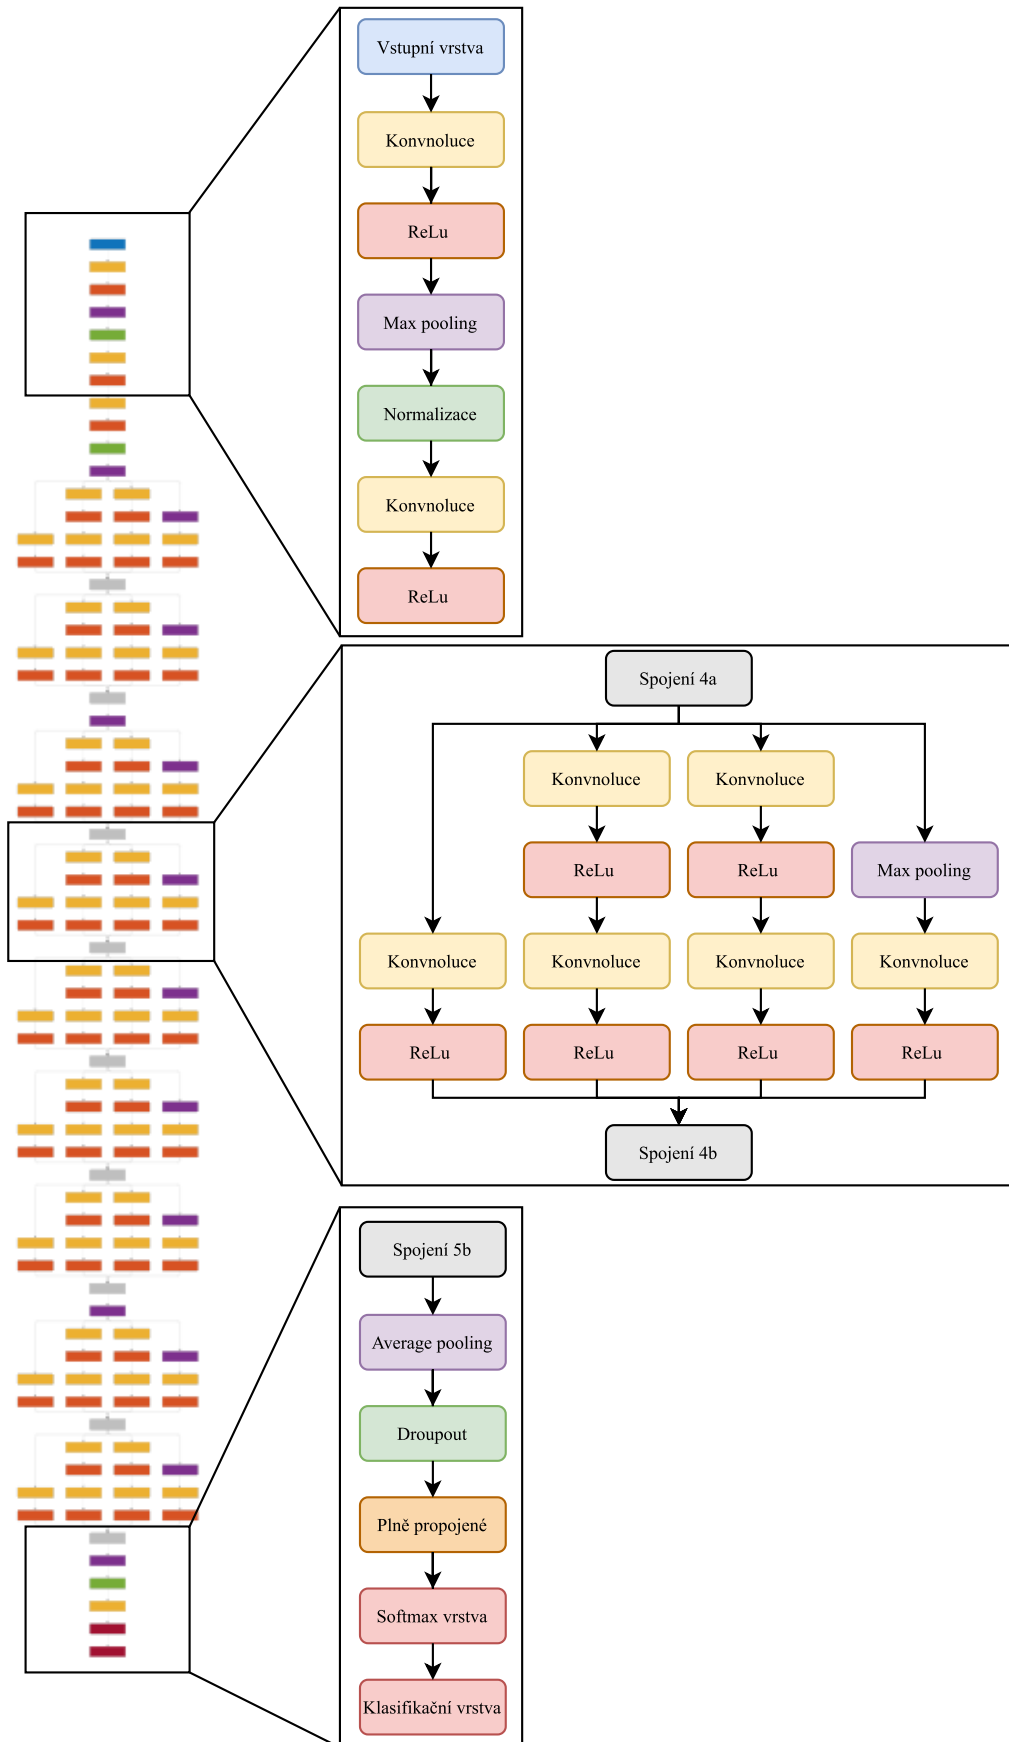 Vstupní vrstva
Konvnoluce
ReLu
Max pooling
Normalizace
Konvnoluce
ReLu
Spojení 4a
Konvnoluce
Konvnoluce
ReLu
ReLu
Max pooling
Konvnoluce
Konvnoluce
Konvnoluce
Konvnoluce
ReLu
ReLu
ReLu
ReLu
Spojení 4b
Spojení 5b
Average pooling
Droupout
Plně propojené
Softmax vrstva
Klasifikační vrstva